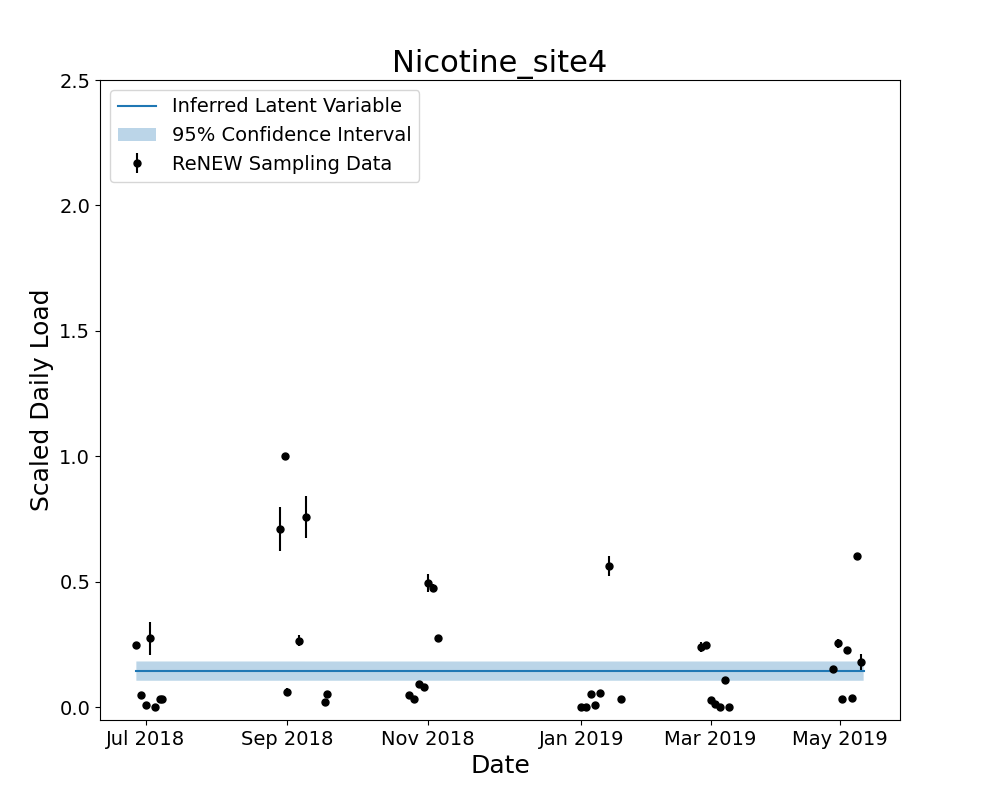 Nicotine_site4
2.5
2.0
1.5
1.0
0.5
0.0
Scaled Daily Load
Inferred Latent Variable
95% Confidence Interval
ReNEW Sampling Data
Jul 2018
Sep 2018
Nov 2018
Jan 2019
Mar 2019
May 2019
Date